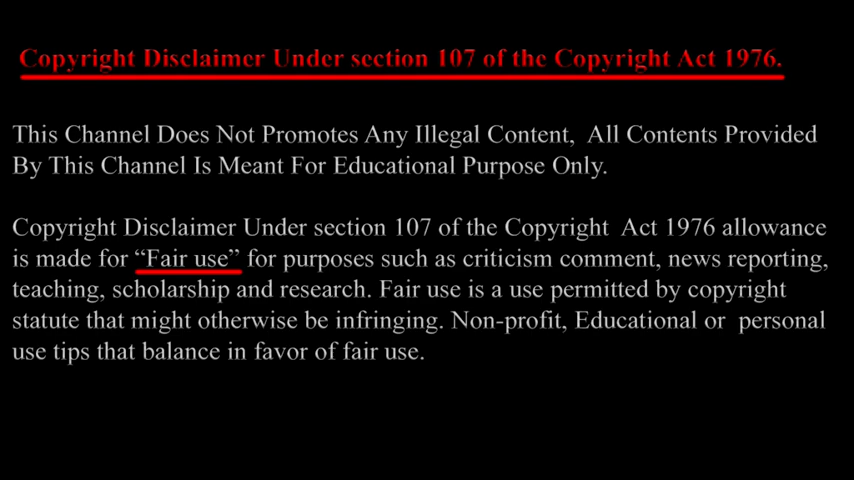 Copyright Disclaimer Under section 107 of the Copyright Act 1976.
This Channel Does Not Promotes Any Illegal Content, All Contents Provided
By This Channel Is Meant For Educational Purpose Only.
Copyright Disclaimer Under section 107 of the Copyright Act 1976 allowance
is made for “Fair use” for purposes such as criticism comment, news reporting,
teaching, scholarship and research. Fair use is a use permitted by copyright
statute that might otherwise be infringing. Non-profit, Educational or personal
use tips that balance in favor of fair use.